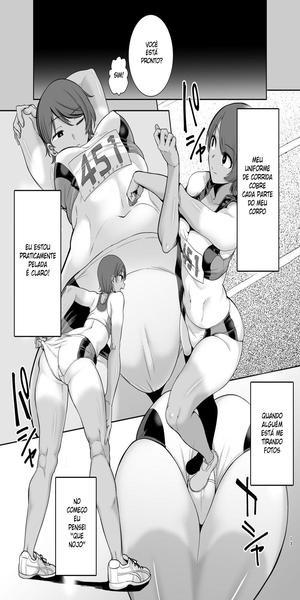 VOCÊ
ESTÁ
PRONTO?
SIM!
451
MEU
UNIFORME
DE CORRIDA
COBRE
CADA PARTE
DO MEU
CORPO
451
EU ESTOU
PRATICAMENTE
PELADA
É CLARO!
QUANDO
ALGUÉM
ESTÁ ME
TIRANDO
FOTOS
NO
COMEÇO
EU
PENSEI
"QUE
NOJO"